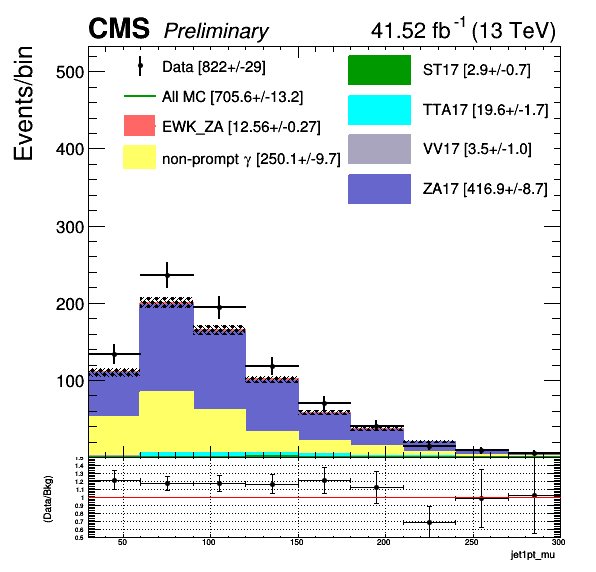 CMS Preliminary 41.52 fb⁻¹ (13 TeV)
Events/bin
500
400
300
200
100
Data [822+/-29]
All MC [705.6+/-13.2]
EWK_ZA [12.56+/-0.27]
non-prompt γ [250.1+/-9.7]
ST17 [2.9+/-0.7]
TTA17 [19.6+/-1.7]
VV17 [3.5+/-1.0]
ZA17 [416.9+/-8.7]
(Data/Bkg)
1.5
1.4
1.3
1.2
1.1
1
0.9
0.8
0.7
0.6
0.5
50 100 150 200 250 300
jet1pt_mu